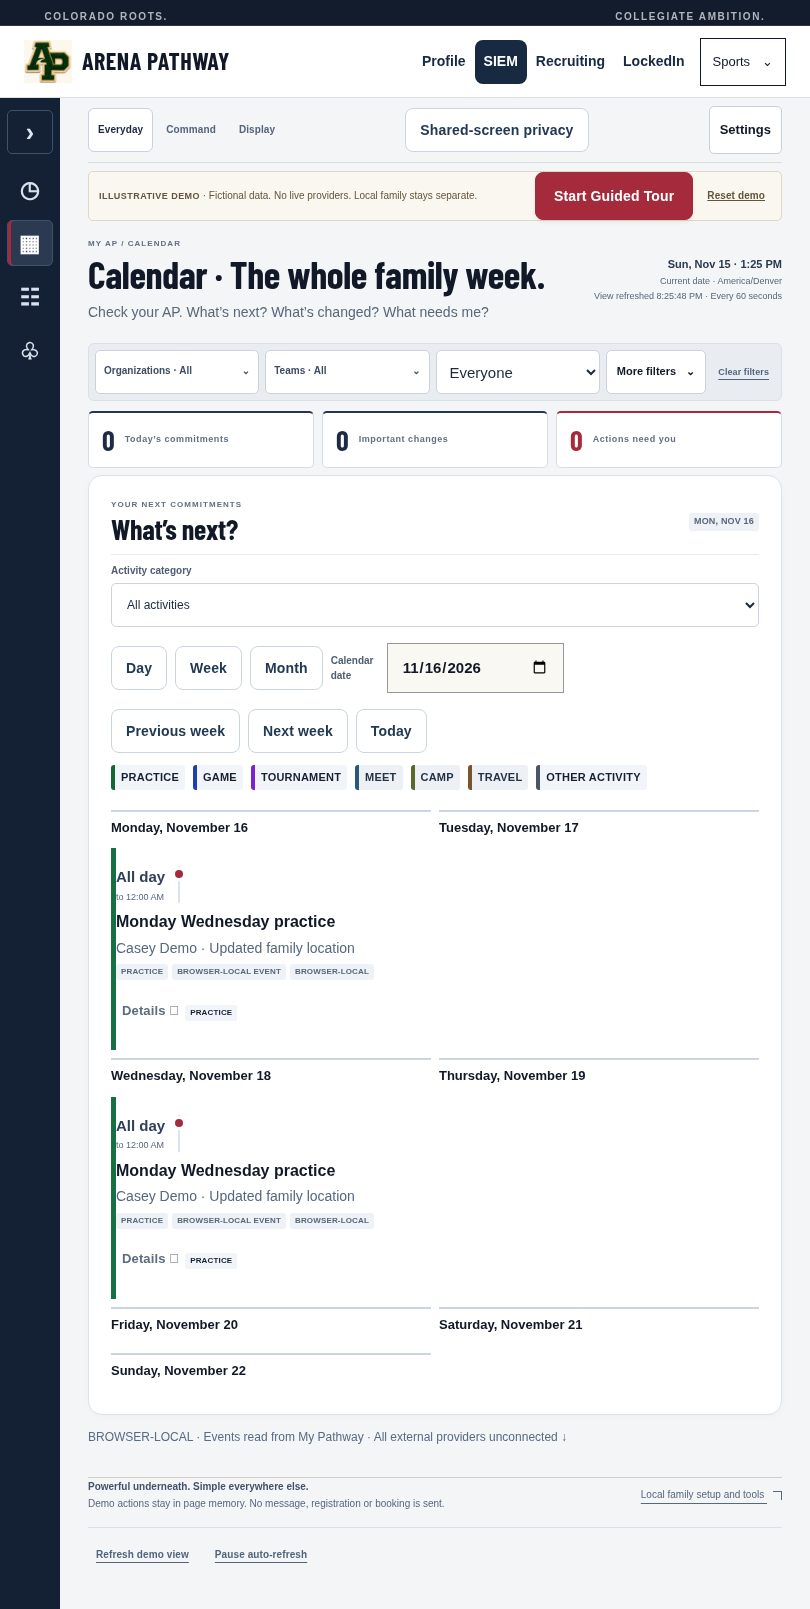 COLORADO ROOTS. COLLEGIATE AMBITION.
AP ARENA PATHWAY Profile SIEM Recruiting LockedIn Sports
Everyday Command Display Shared-screen privacy Settings
ILLUSTRATIVE DEMO · Fictional data. No live providers. Local family stays separate. Start Guided Tour Reset demo
MY AP / CALENDAR
Calendar · The whole family week.
Check your AP. What's next? What's changed? What needs me?
Sun, Nov 15 · 1:25 PM
Current date · America/Denver
View refreshed 8:25:48 PM · Every 60 seconds
Organizations · All Teams · All Everyone More filters Clear filters
0 Today's commitments 0 Important changes 0 Actions need you
YOUR NEXT COMMITMENTS
What's next? MON, NOV 16
Activity category
All activities
Day Week Month Calendar date 11/16/2026
Previous week Next week Today
PRACTICE GAME TOURNAMENT MEET CAMP TRAVEL OTHER ACTIVITY
Monday, November 16 Tuesday, November 17
All day
to 12:00 AM
Monday Wednesday practice
Casey Demo · Updated family location
PRACTICE BROWSER-LOCAL EVENT BROWSER-LOCAL
Details PRACTICE
Wednesday, November 18 Thursday, November 19
All day
to 12:00 AM
Monday Wednesday practice
Casey Demo · Updated family location
PRACTICE BROWSER-LOCAL EVENT BROWSER-LOCAL
Details PRACTICE
Friday, November 20 Saturday, November 21
Sunday, November 22
BROWSER-LOCAL · Events read from My Pathway · All external providers unconnected ↓
Powerful underneath. Simple everywhere else.
Demo actions stay in page memory. No message, registration or booking is sent.
Local family setup and tools
Refresh demo view Pause auto-refresh